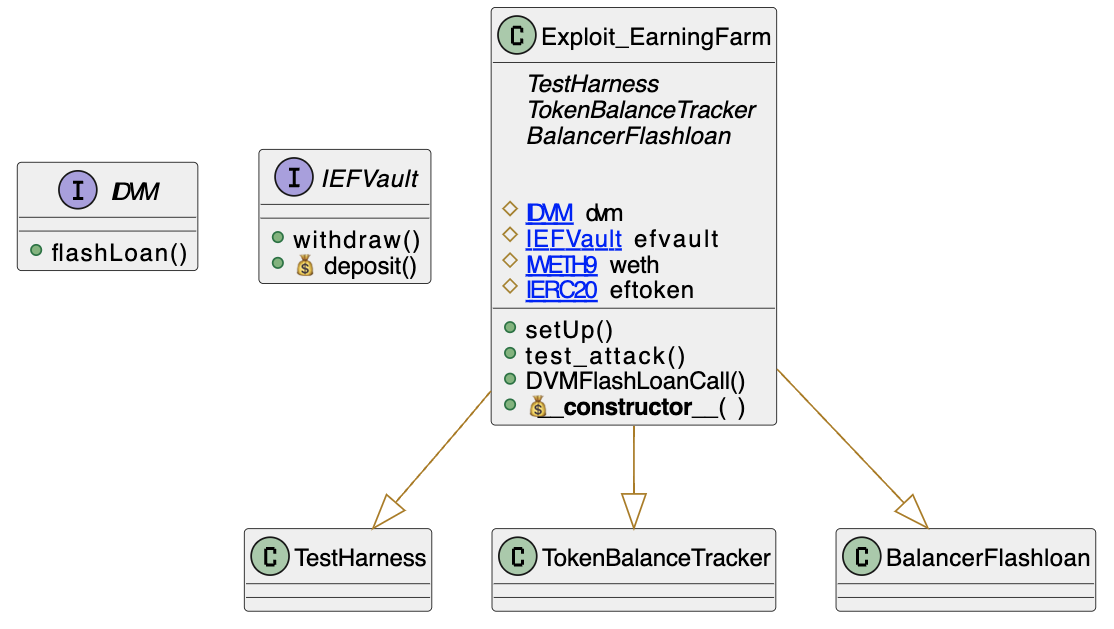 C Exploit_EarningFarm
TestHarness
TokenBalanceTracker
BalancerFlashloan
IDVM dvm
IEFVault efvault
IWETH9 weth
IERC20 eftoken
setUp()
test_attack()
DVMFlashLoanCall()
💰__constructor__( )
I IDVM
flashLoan()
I IEFVault
withdraw()
💰 deposit()
C TestHarness
C TokenBalanceTracker
C BalancerFlashloan